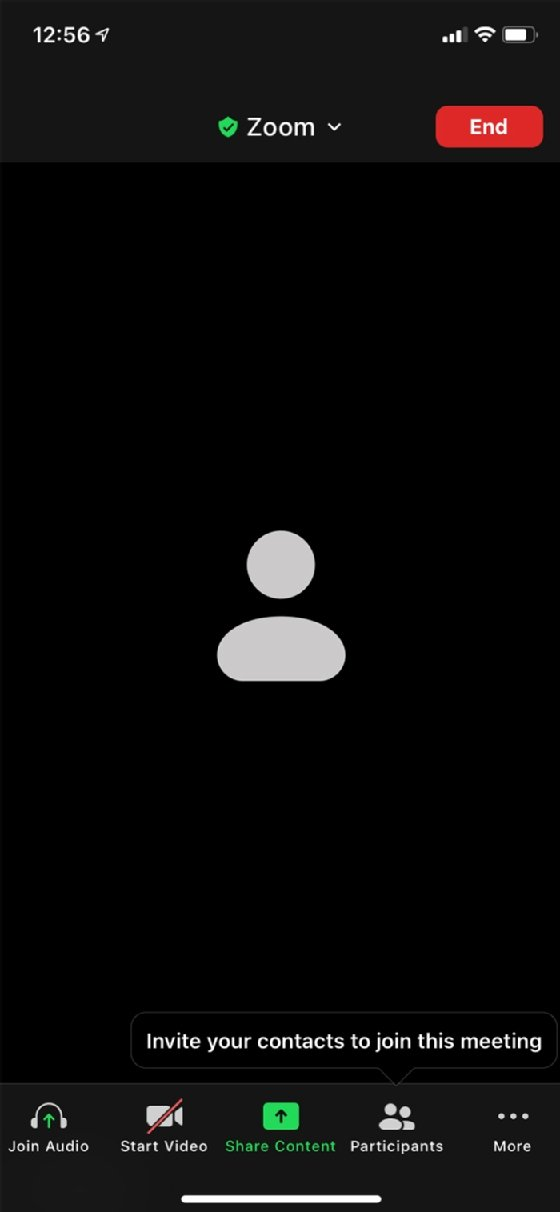 12:56
Zoom
End
Invite your contacts to join this meeting
Join Audio
Start Video
Share Content
Participants
More